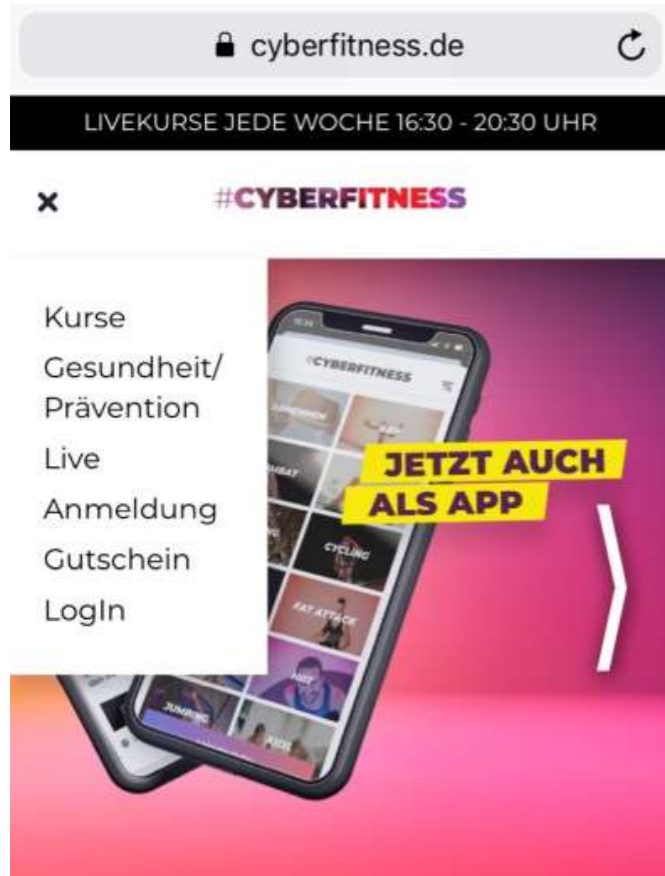 cyberfitness.de
LIVEKURSE JEDE WOCHE 16:30 - 20:30 UHR
#CYBERFITNESS
Kurse
Gesundheit/
Prävention
Live
Anmeldung
Gutschein
LogIn
#CYBERFITNESS
JETZT AUCH
ALS APP
CYCLING
FAT ATTACK
HIIT
JUMPING
KIDS